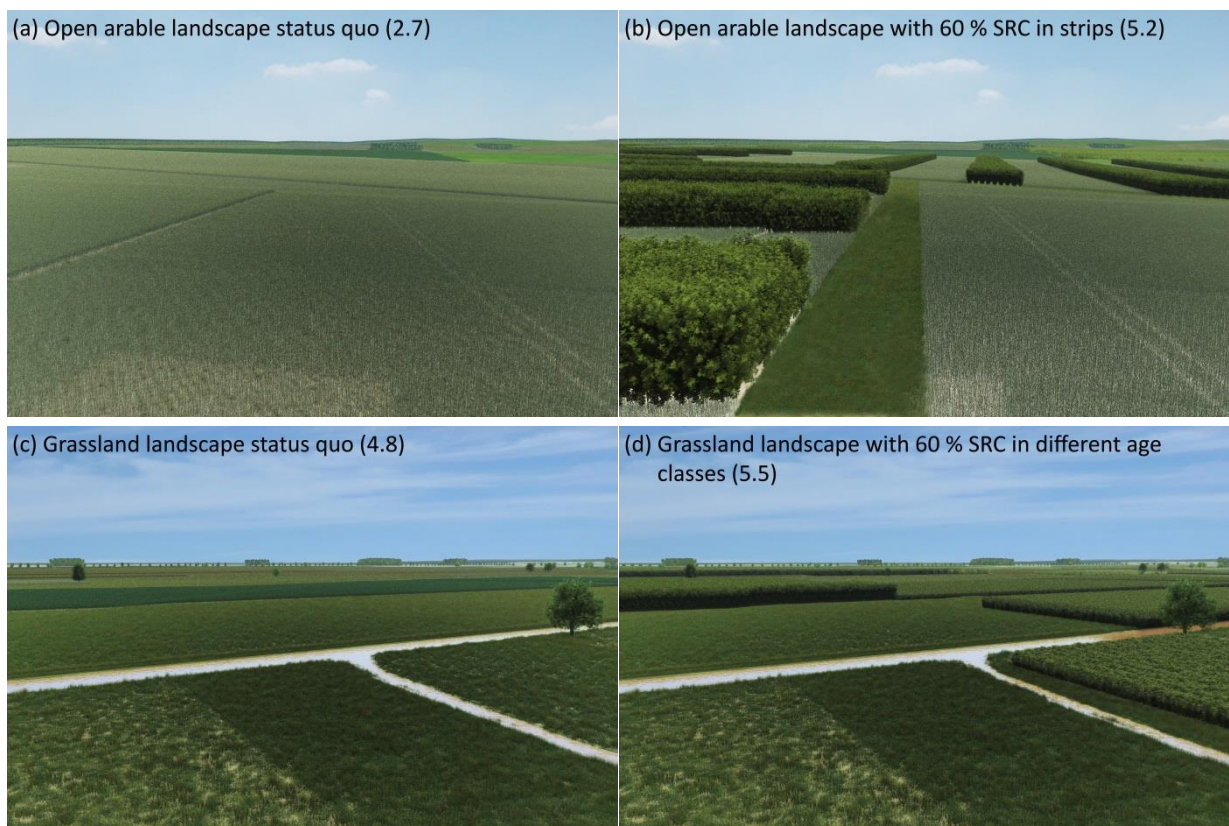 (a) Open arable landscape status quo (2.7)
(b) Open arable landscape with 60 % SRC in strips (5.2)
(c) Grassland landscape status quo (4.8)
(d) Grassland landscape with 60 % SRC in different age
classes (5.5)